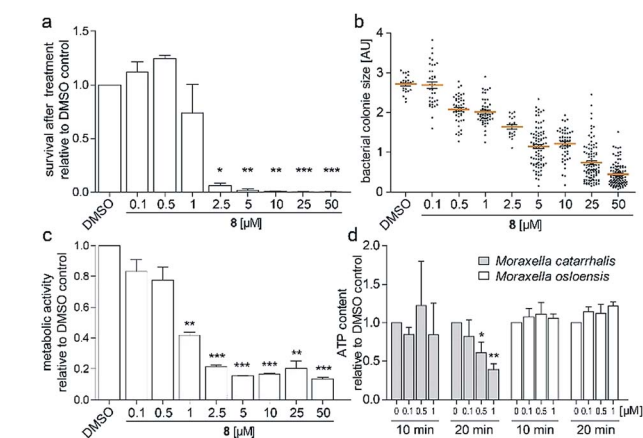 a
survival after treatment
relative to DMSO control
1.5
1.0
0.5
0.0
* ** ** *** ***
DMSO 0.1 0.5 1 2.5 5 10 25 50
8 [µM]
b
bacterial colonie size [AU]
4
3
2
1
0
DMSO 0.1 0.5 1 2.5 5 10 25 50
8 [µM]
c
metabolic activity
relative to DMSO control
1.0
0.8
0.6
0.4
0.2
0.0
** *** *** *** ** ***
DMSO 0.1 0.5 1 2.5 5 10 25 50
8 [µM]
d
ATP content
relative to DMSO control
2.0
1.5
1.0
0.5
0.0
Moraxella catarrhalis
Moraxella osloensis
* **
0 0.1 0.5 1 0 0.1 0.5 1 0 0.1 0.5 1 0 0.1 0.5 1 [µM]
10 min 20 min 10 min 20 min